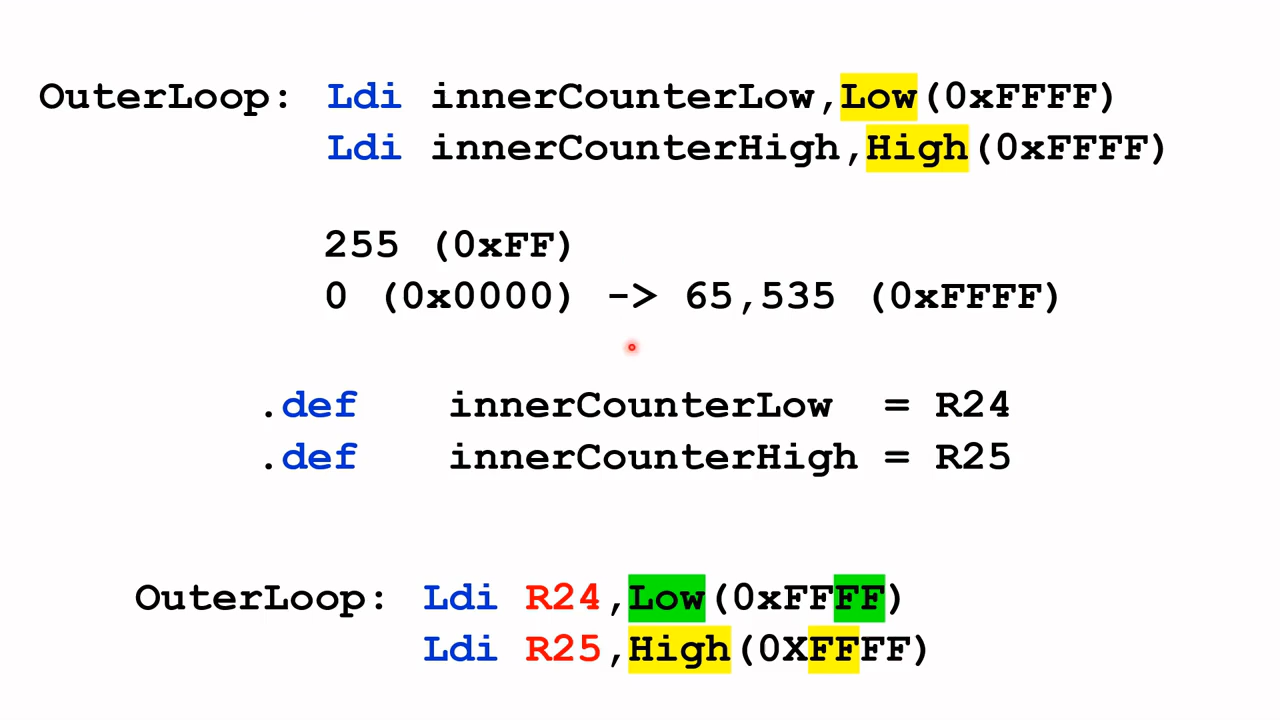 OuterLoop: Ldi innerCounterLow,Low(0xFFFF)
Ldi innerCounterHigh,High(0xFFFF)
255 (0xFF)
0 (0x0000) -> 65,535 (0xFFFF)
.def innerCounterLow = R24
.def innerCounterHigh = R25
OuterLoop: Ldi R24,Low(0xFFFF)
Ldi R25,High(0XFFFF)